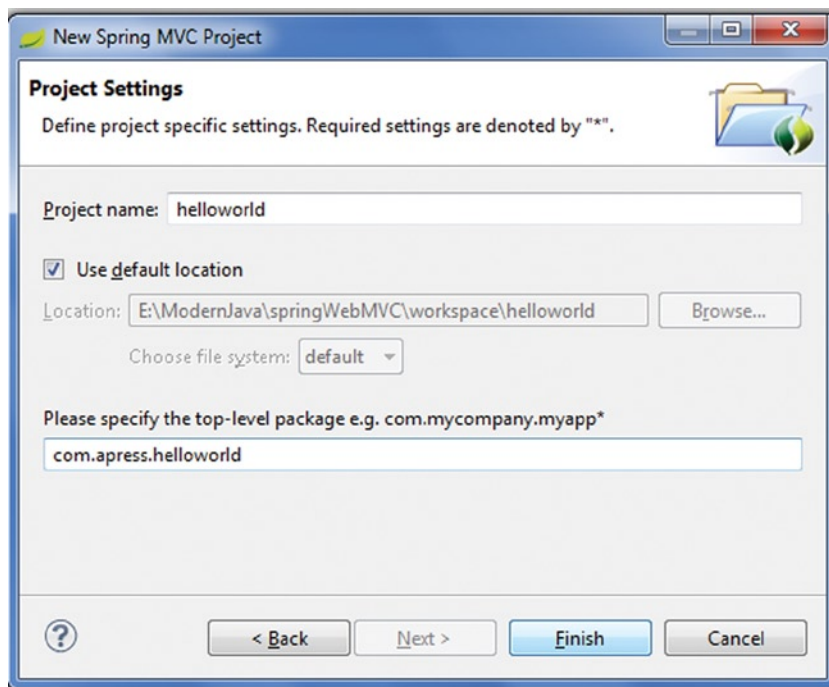 New Spring MVC Project
Project Settings
Define project specific settings. Required settings are denoted by "*".
Project name: helloworld
Use default location
Location: E:\ModernJava\springWebMVC\workspace\helloworld Browse...
Choose file system: default
Please specify the top-level package e.g. com.mycompany.myapp*
com.apress.helloworld
? < Back Next > Finish Cancel